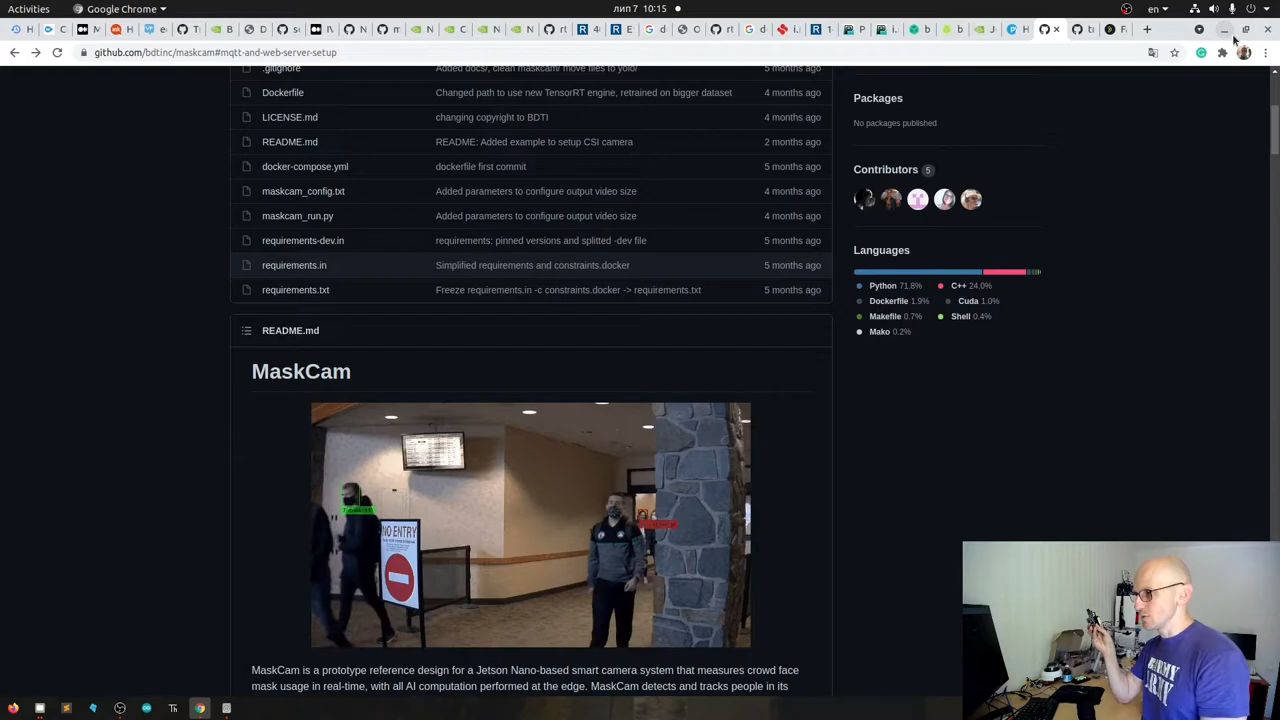 Activities
Google Chrome
лип 7 10:15
en
github.com/bdtinc/maskcam#mqtt-and-web-server-setup
.gitignore Added docs/, clean maskcam/ move files to yolo/ 5 months ago
Dockerfile Changed path to use new TensorRT engine, retrained on bigger dataset 4 months ago
LICENSE.md changing copyright to BDTI 5 months ago
README.md README: Added example to setup CSI camera 2 months ago
docker-compose.yml dockerfile first commit 5 months ago
maskcam_config.txt Added parameters to configure output video size 4 months ago
maskcam_run.py Added parameters to configure output video size 4 months ago
requirements-dev.in requirements: pinned versions and splitted -dev file 5 months ago
requirements.in Simplified requirements and constraints.docker 5 months ago
requirements.txt Freeze requirements.in -c constraints.docker -> requirements.txt 5 months ago
Packages
No packages published
Contributors 5
Languages
Python 71.8% C++ 24.0%
Dockerfile 1.9% Cuda 1.0%
Makefile 0.7% Shell 0.4%
Mako 0.2%
README.md
MaskCam
NO ENTRY
MaskCam is a prototype reference design for a Jetson Nano-based smart camera system that measures crowd face
mask usage in real-time, with all AI computation performed at the edge. MaskCam detects and tracks people in its